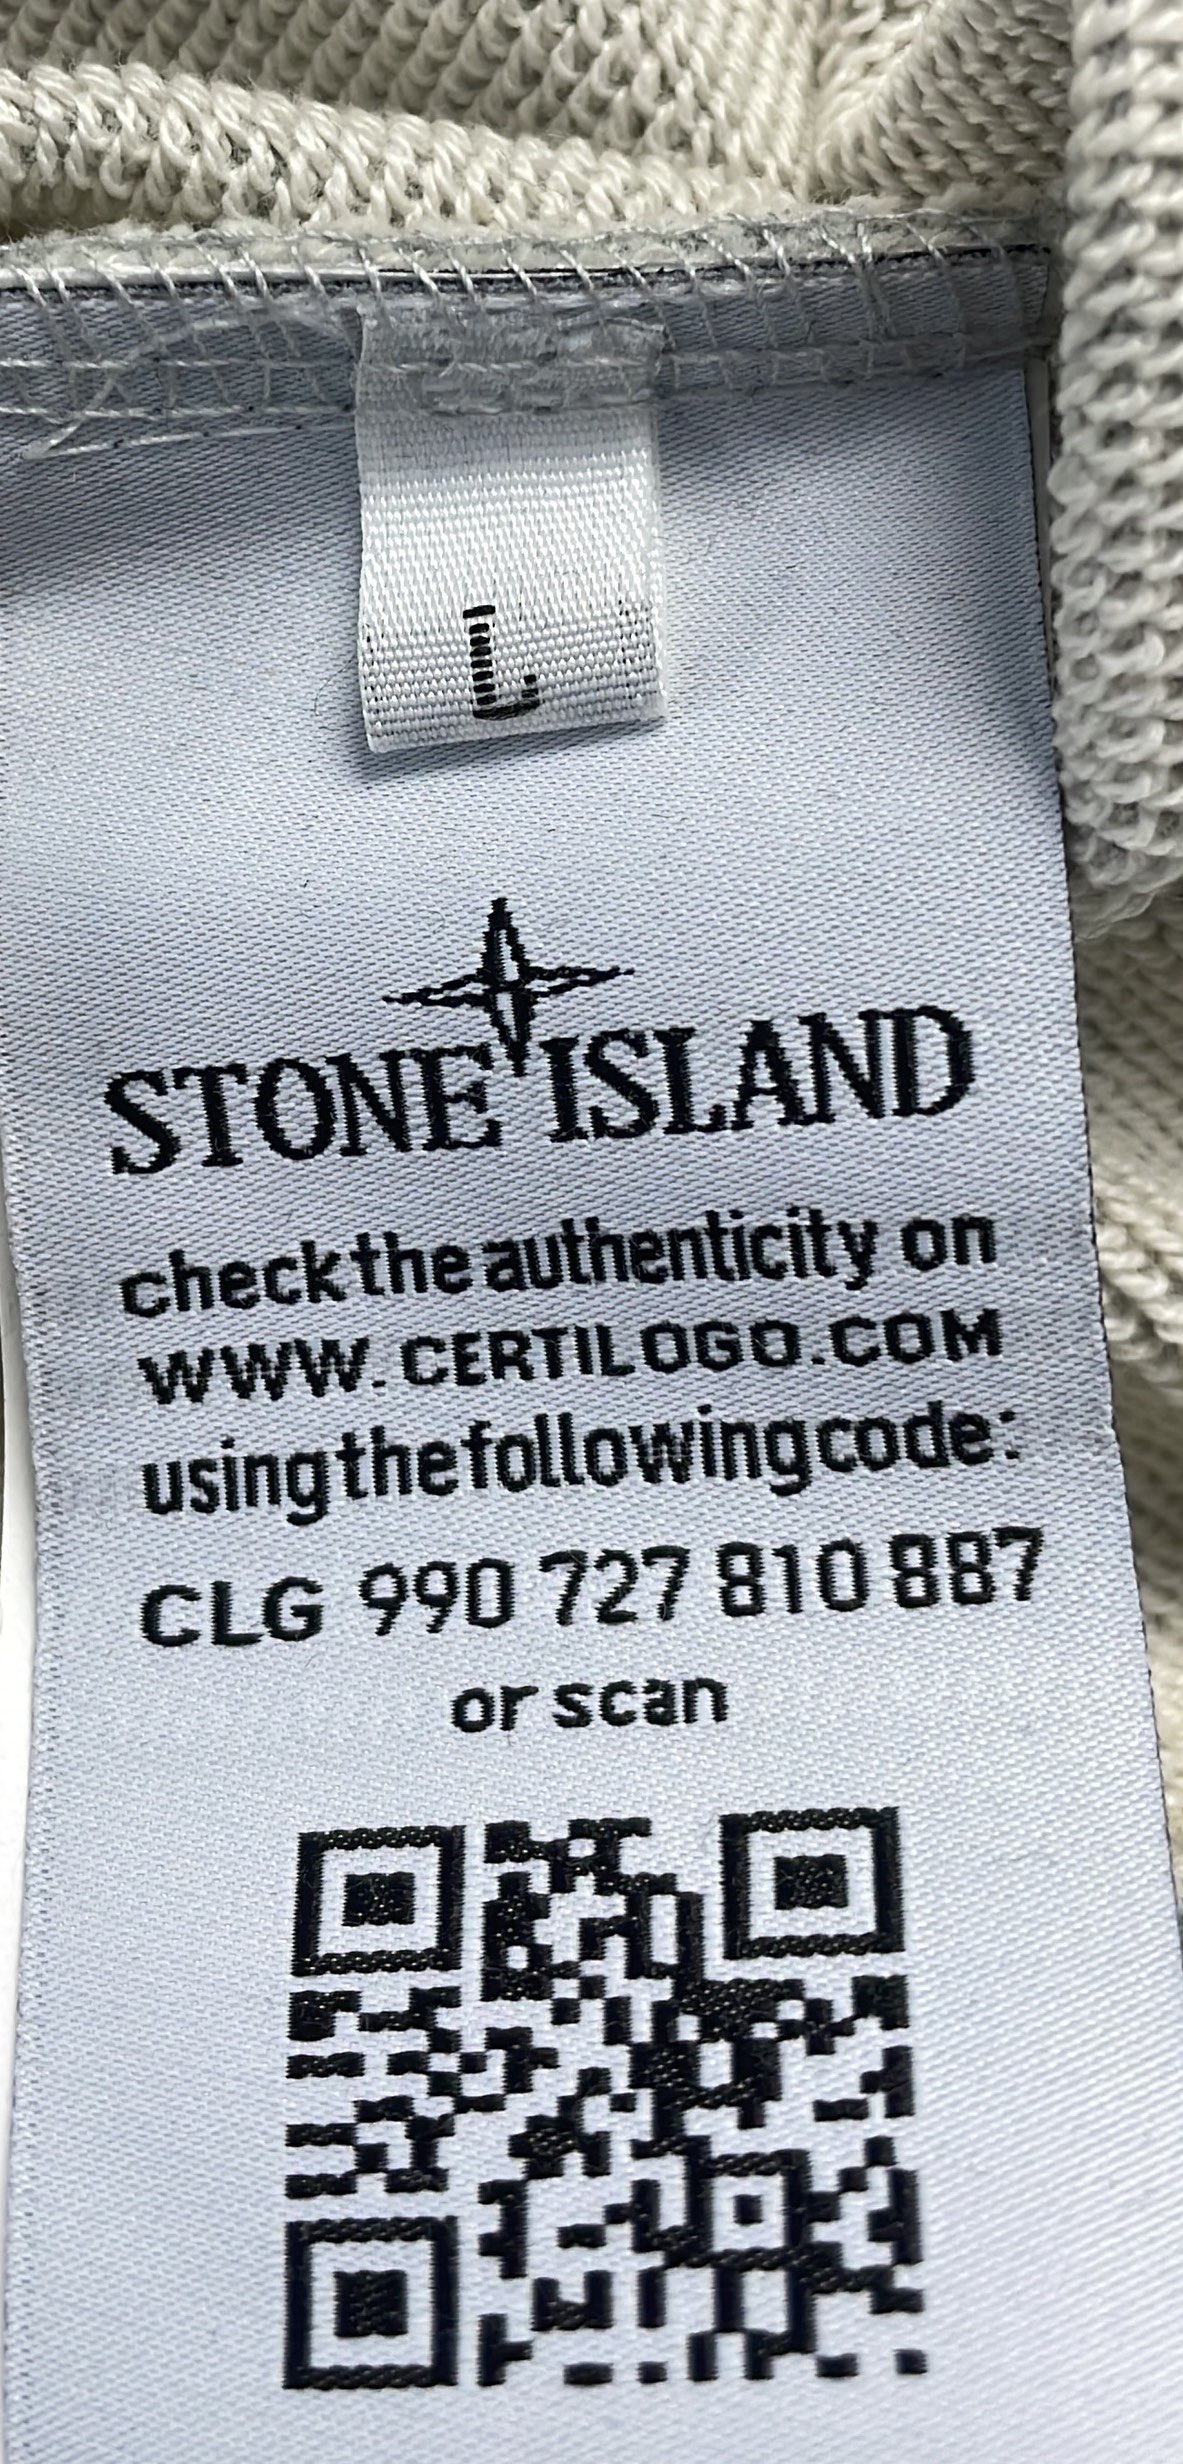 L
STONE ISLAND
check the authenticity on
WWW.CERTILOGO.COM
using the following code:
CLG 990 727 810 887
or scan